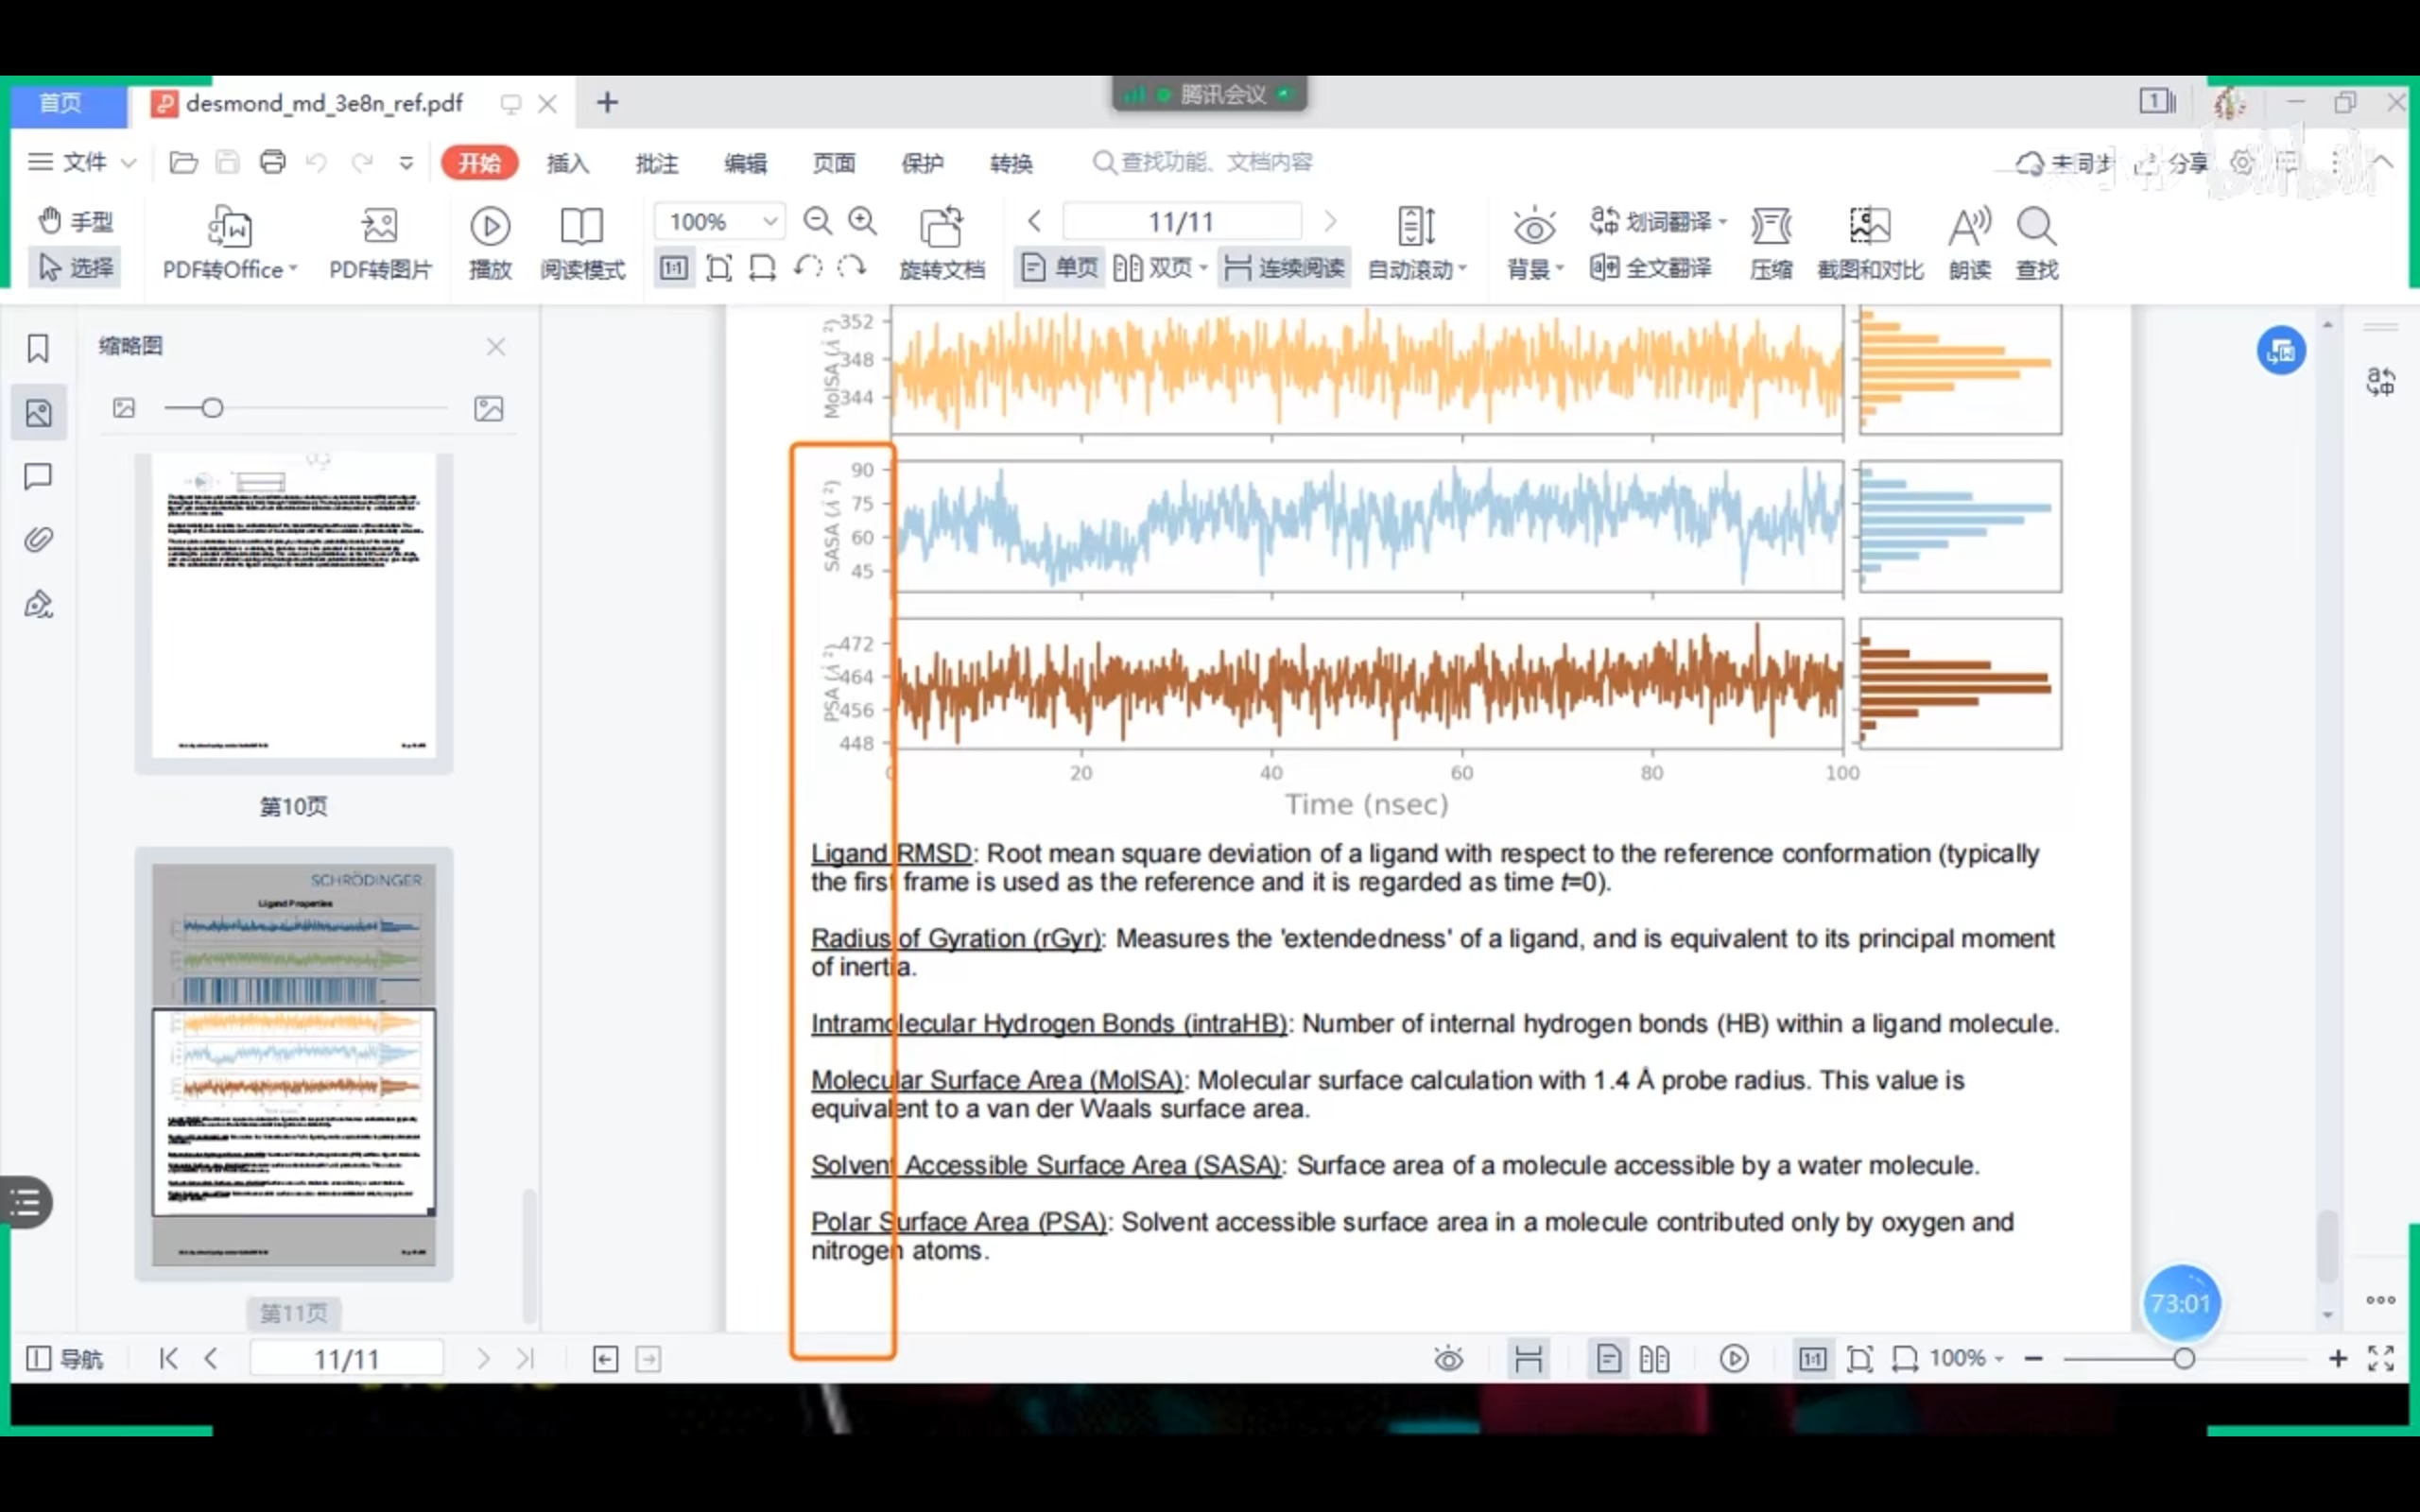 首页
desmond_md_3e8n_ref.pdf
腾讯会议
文件
开始
插入
批注
编辑
页面
保护
转换
查找功能、文档内容
未同步
分享
bilibili
手型
选择
PDF转Office
PDF转图片
播放
阅读模式
100%
旋转文档
11/11
单页
双页
连续阅读
自动滚动
背景
划词翻译
全文翻译
压缩
截图和对比
朗读
查找
缩略图
第10页
SCHRÖDINGER
Ligand Properties
第11页
MolSA (Å²)
352
348
344
SASA (Å²)
90
75
60
45
PSA (Å²)
472
464
456
448
0 20 40 60 80 100
Time (nsec)
Ligand RMSD: Root mean square deviation of a ligand with respect to the reference conformation (typically
the first frame is used as the reference and it is regarded as time t=0).
Radius of Gyration (rGyr): Measures the 'extendedness' of a ligand, and is equivalent to its principal moment
of inertia.
Intramolecular Hydrogen Bonds (intraHB): Number of internal hydrogen bonds (HB) within a ligand molecule.
Molecular Surface Area (MolSA): Molecular surface calculation with 1.4 Å probe radius. This value is
equivalent to a van der Waals surface area.
Solvent Accessible Surface Area (SASA): Surface area of a molecule accessible by a water molecule.
Polar Surface Area (PSA): Solvent accessible surface area in a molecule contributed only by oxygen and
nitrogen atoms.
73:01
导航
11/11
100%